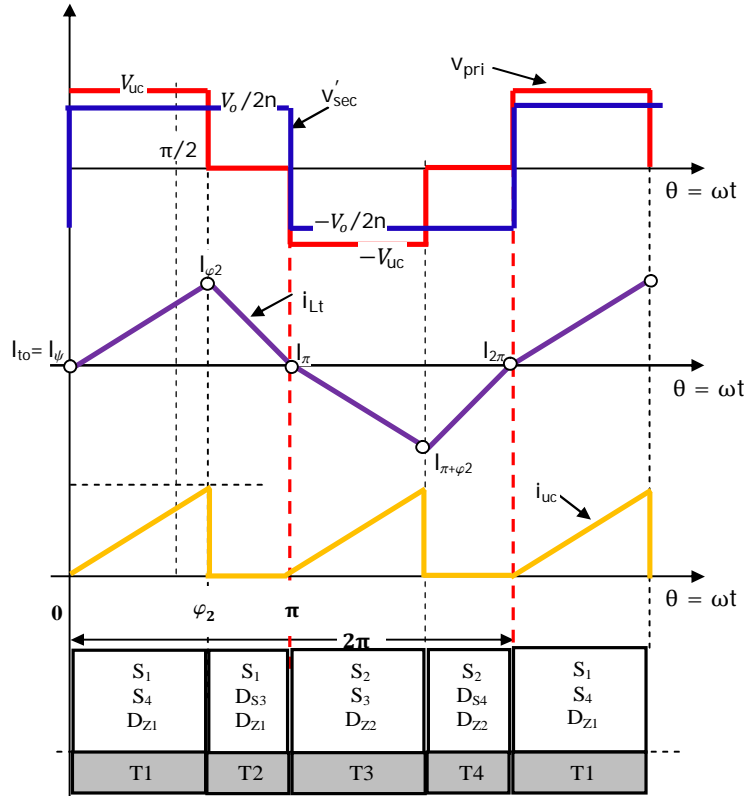 V_uc
V_o/2n
v'_sec
v_pri
π/2
θ = ωt
−V_o/2n
−V_uc
I_φ2
i_Lt
I_to= I_ψ
I_π
I_2π
θ = ωt
I_π+φ2
i_uc
θ = ωt
0
φ_2
π
2π
S_1
S_4
D_Z1
S_1
D_S3
D_Z1
S_2
S_3
D_Z2
S_2
D_S4
D_Z2
S_1
S_4
D_Z1
T1
T2
T3
T4
T1